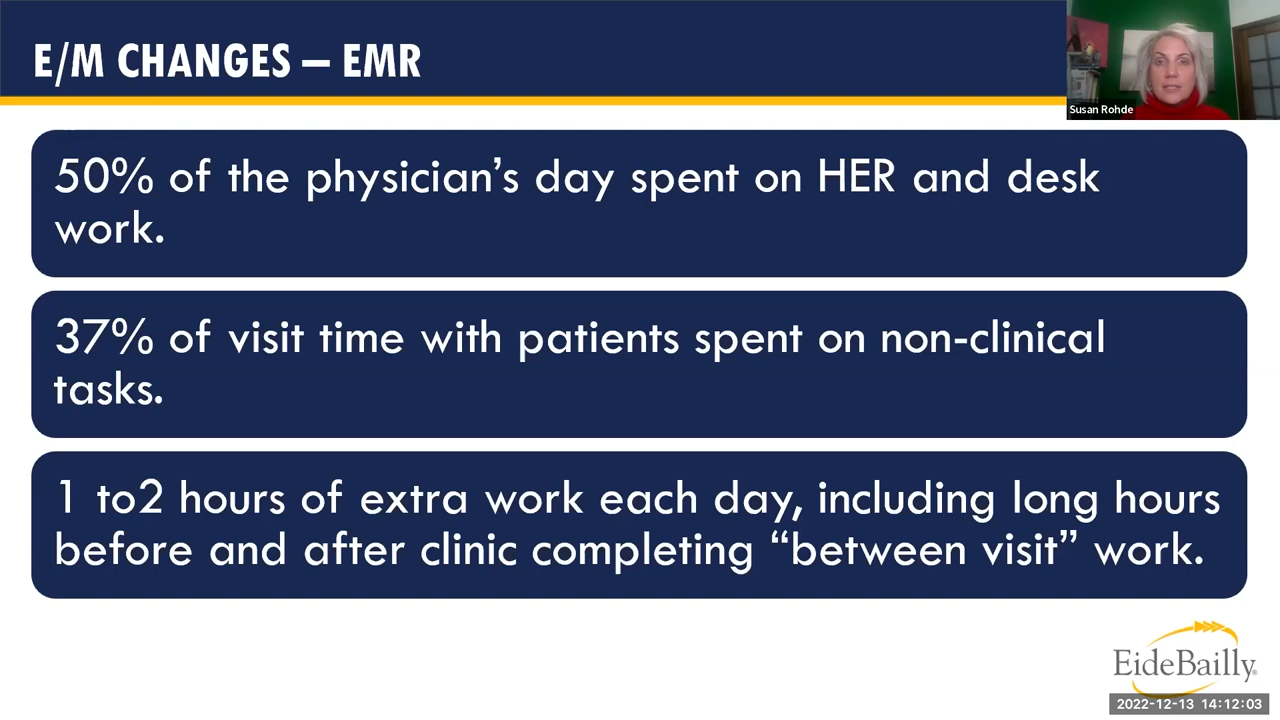 E/M CHANGES – EMR
Susan Rohde
50% of the physician’s day spent on HER and desk
work.
37% of visit time with patients spent on non-clinical
tasks.
1 to2 hours of extra work each day, including long hours
before and after clinic completing “between visit” work.
EideBailly®
2022-12-13 14:12:03